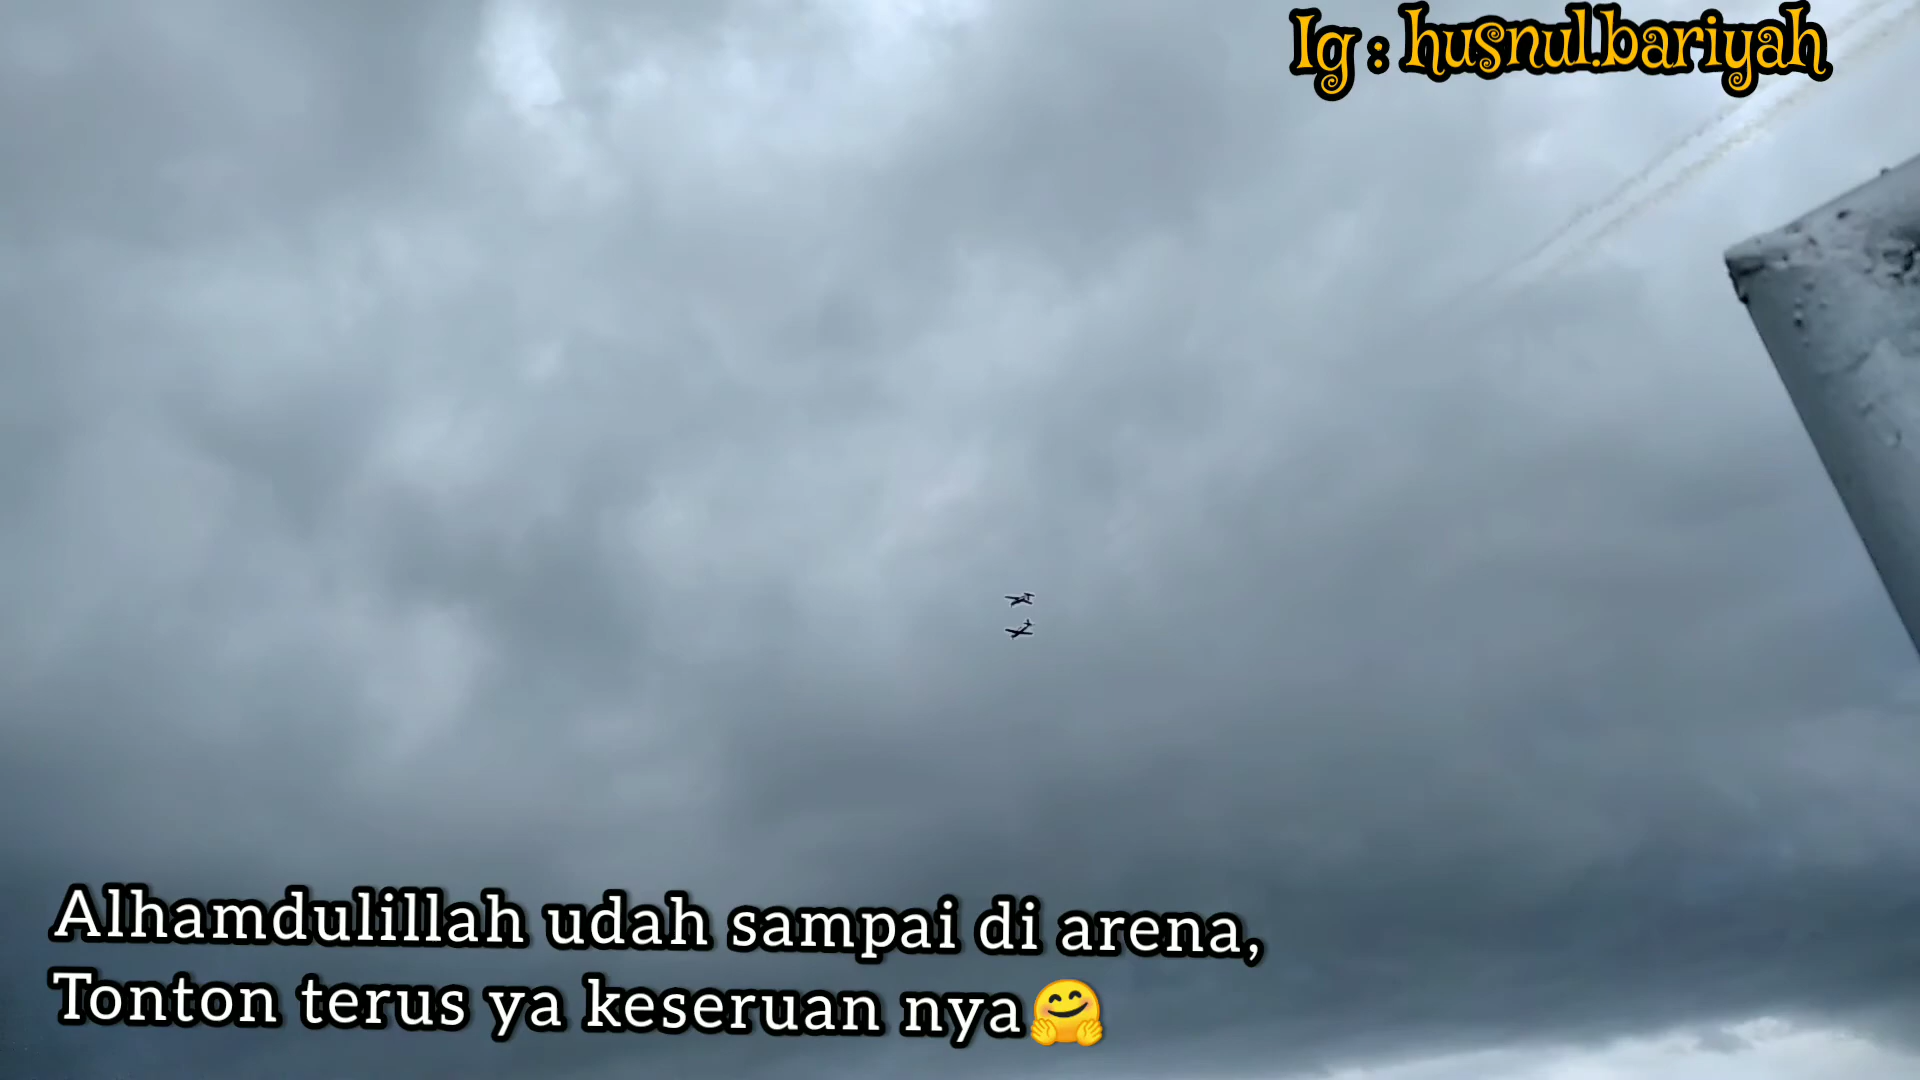 Ig : husnul.bariyah
Alhamdulillah udah sampai di arena,
Tonton terus ya keseruan nya🤗